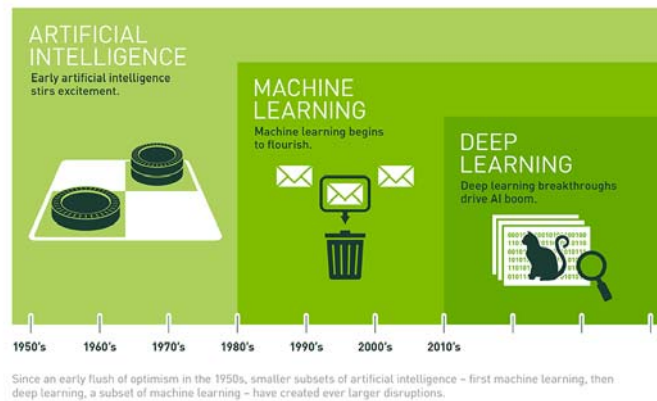 ARTIFICIAL
INTELLIGENCE
Early artificial intelligence
stirs excitement.
MACHINE
LEARNING
Machine learning begins
to flourish.
DEEP
LEARNING
Deep learning breakthroughs
drive AI boom.
1950's 1960's 1970's 1980's 1990's 2000's 2010's
Since an early flush of optimism in the 1950s, smaller subsets of artificial intelligence – first machine learning, then
deep learning, a subset of machine learning – have created ever larger disruptions.